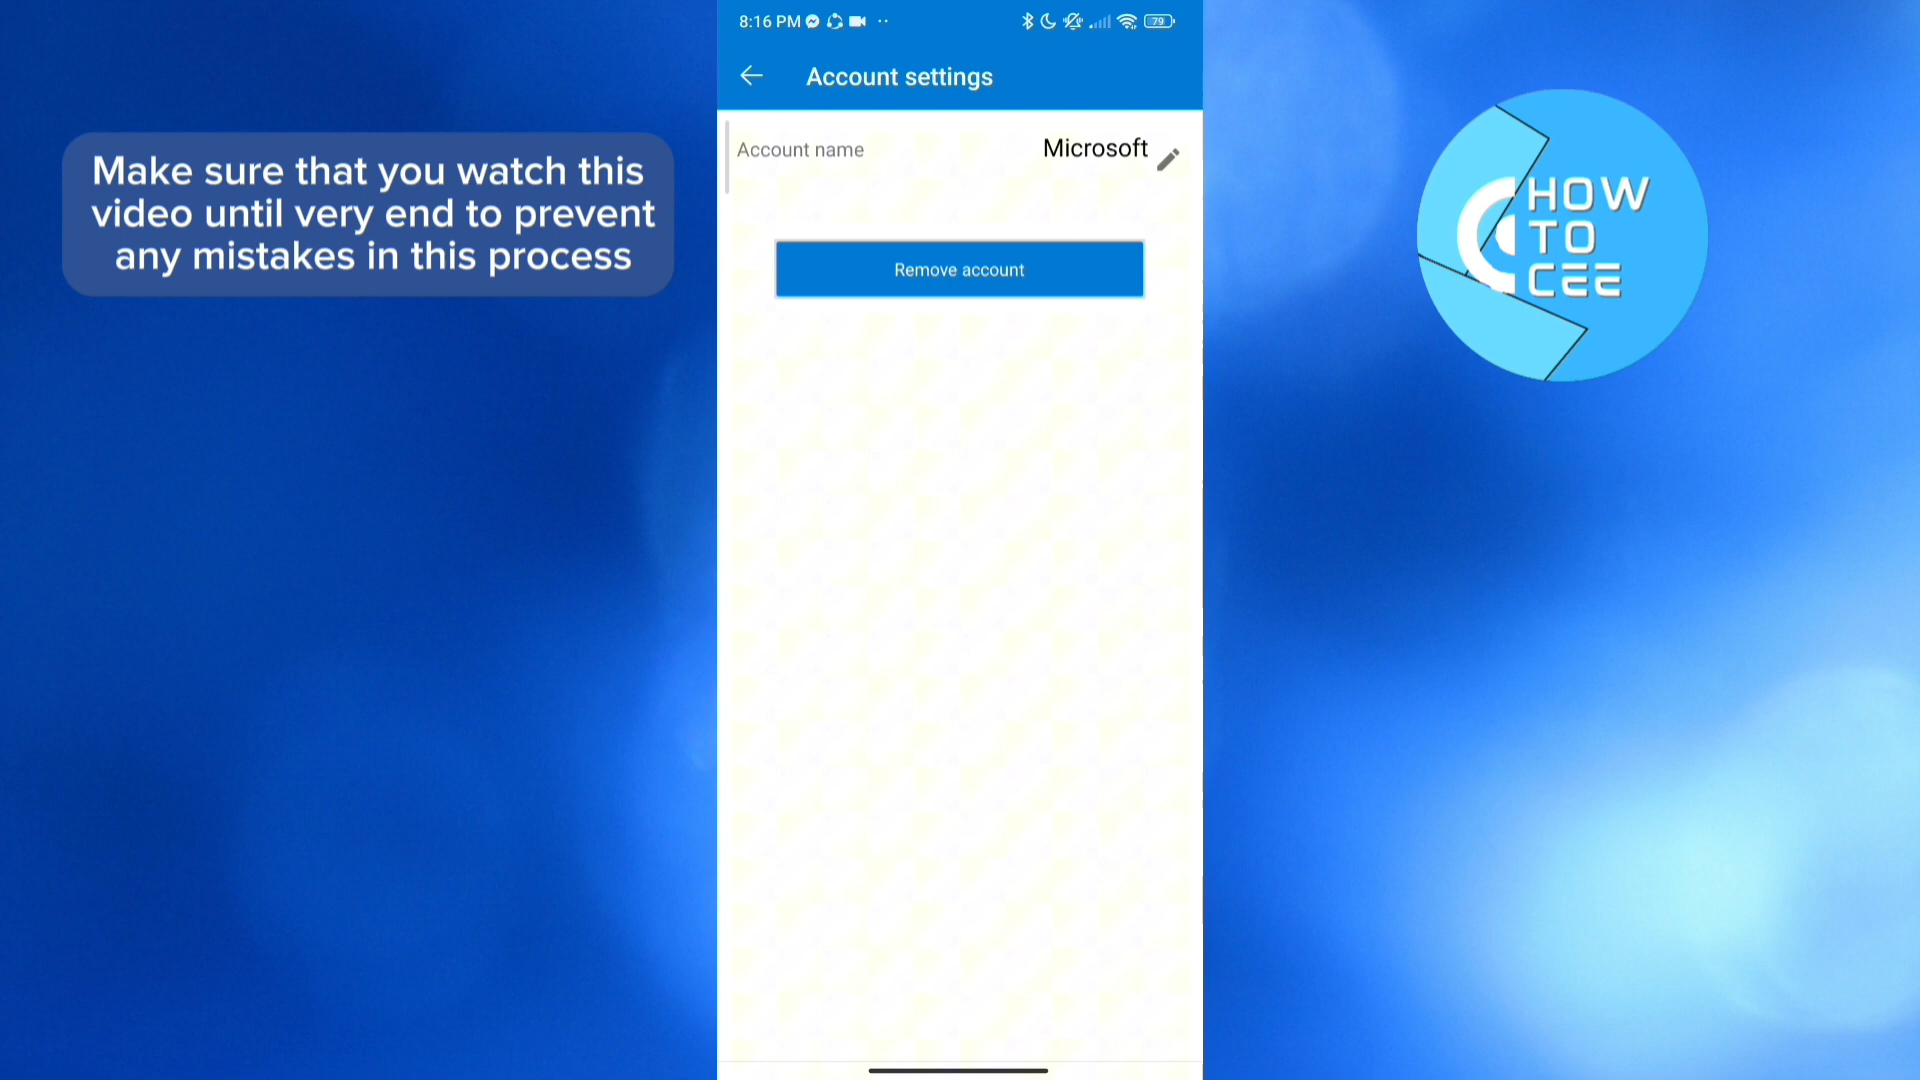 Make sure that you watch this
video until very end to prevent
any mistakes in this process
8:16 PM
79
Account settings
Account name
Microsoft
Remove account
HOW
TO
CEE